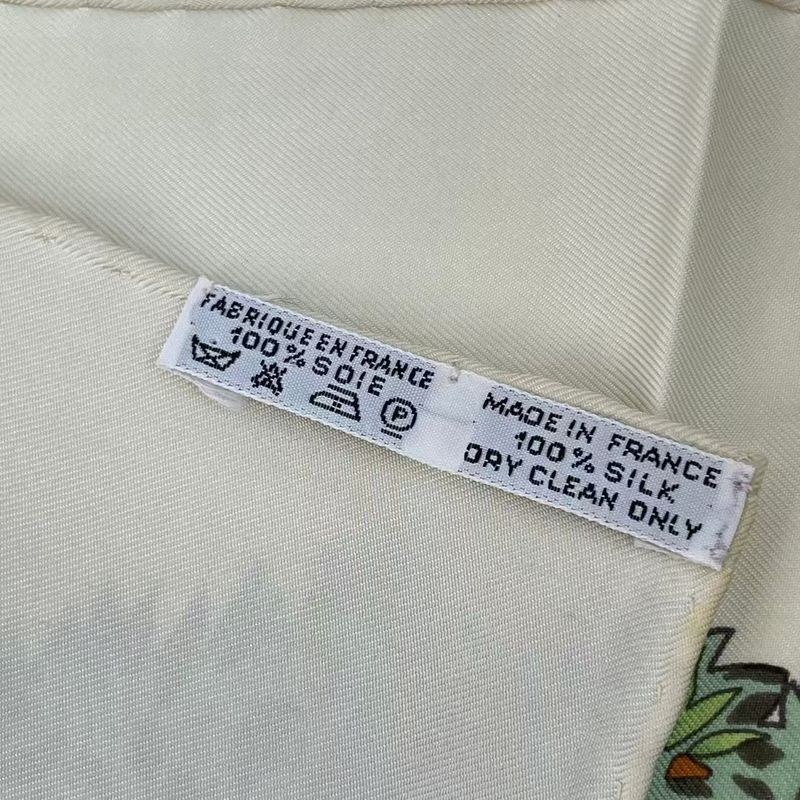 FABRIQUE EN FRANCE
100% SOIE
P
MADE IN FRANCE
100% SILK
DRY CLEAN ONLY